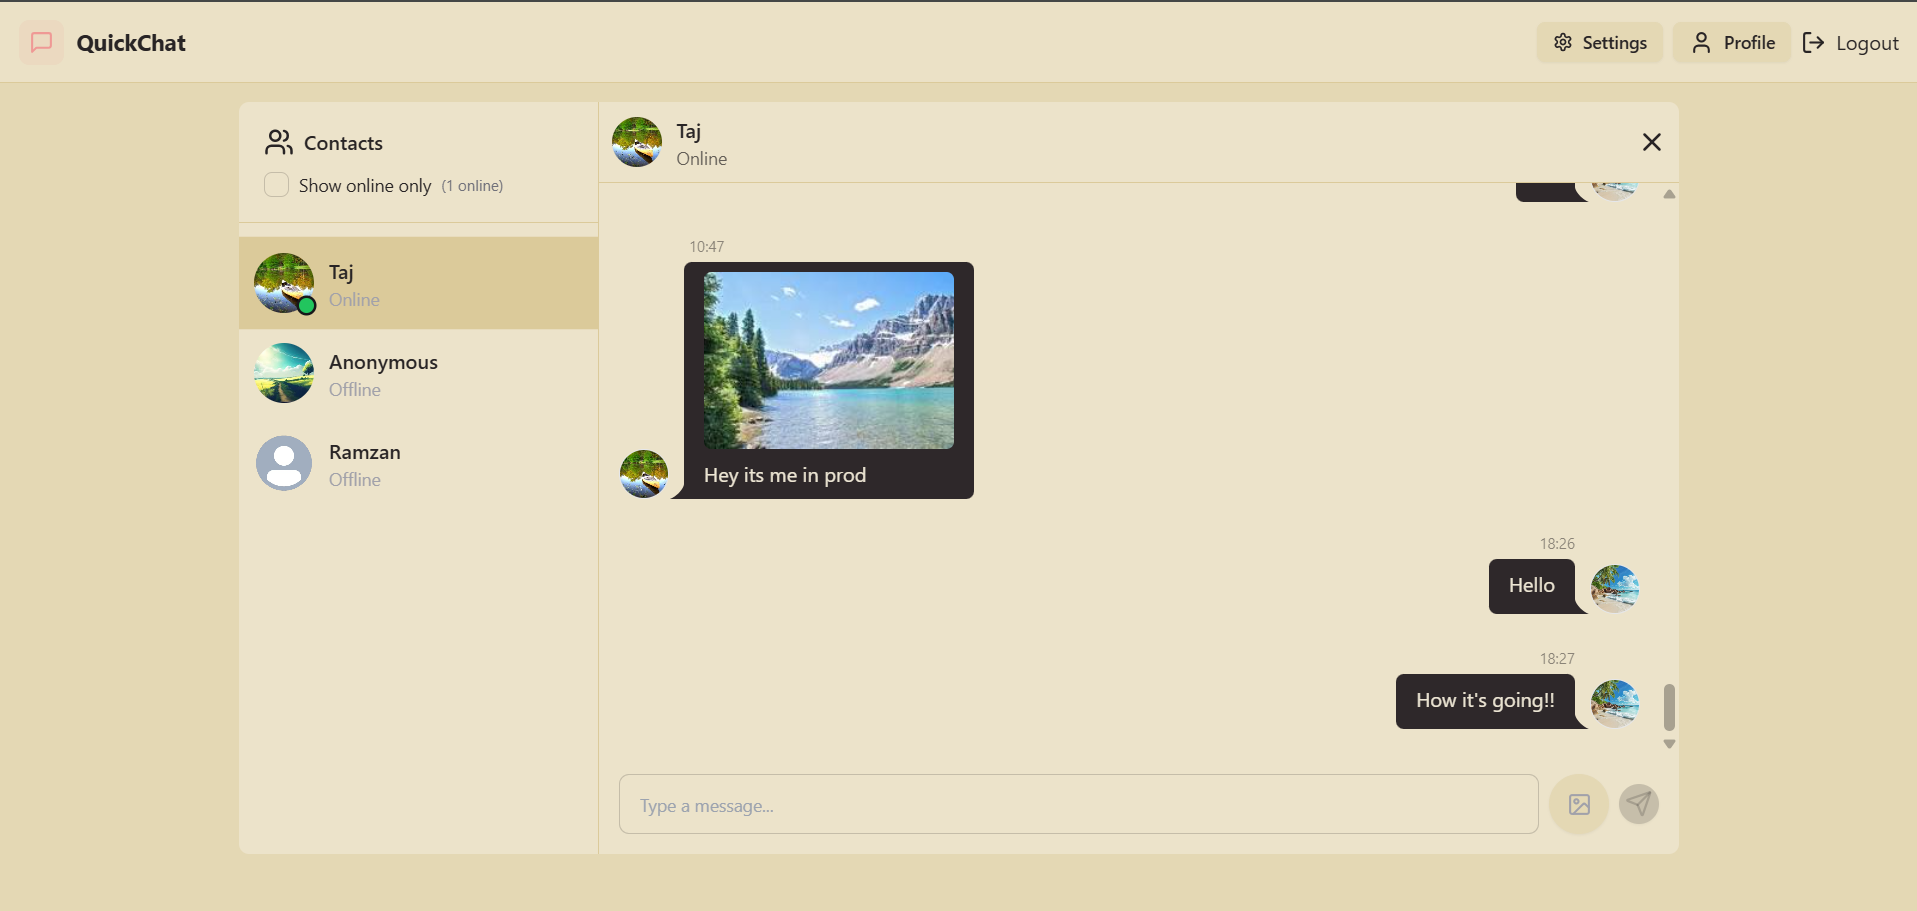 QuickChat
Settings
Profile
Logout
Contacts
Show online only (1 online)
Taj
Online
Anonymous
Offline
Ramzan
Offline
Taj
Online
10:47
Hey its me in prod
18:26
Hello
18:27
How it's going!!
Type a message...